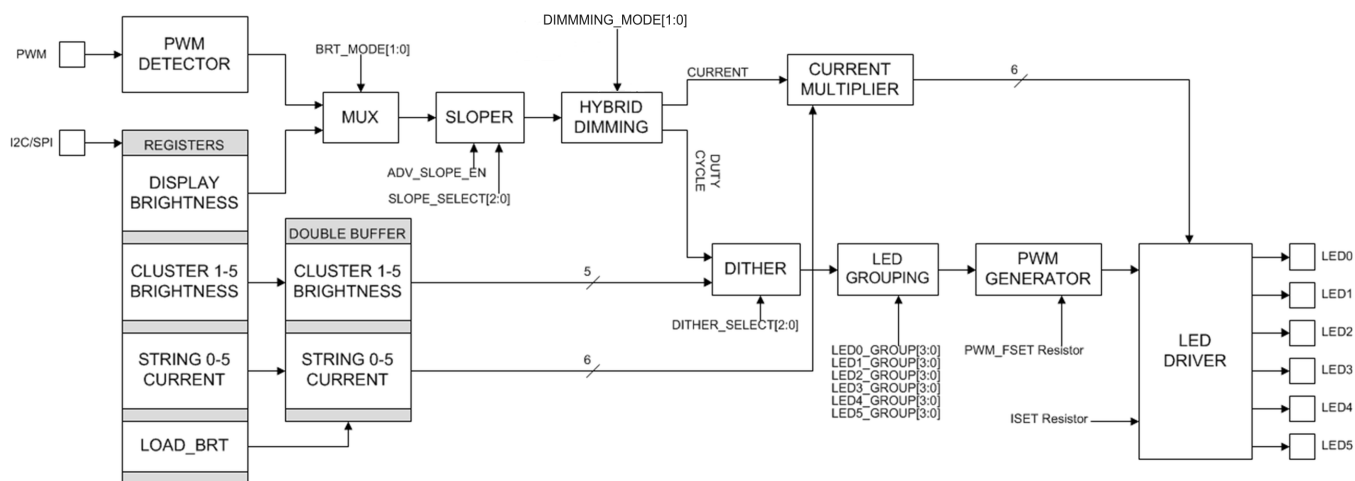 DIMMMING_MODE[1:0]
PWM
PWM
DETECTOR
BRT_MODE[1:0]
CURRENT
CURRENT
MULTIPLIER
6
MUX
SLOPER
HYBRID
DIMMING
I2C/SPI
REGISTERS
ADV_SLOPE_EN
SLOPE_SELECT[2:0]
DUTY
CYCLE
DISPLAY
BRIGHTNESS
DOUBLE BUFFER
CLUSTER 1-5
BRIGHTNESS
CLUSTER 1-5
BRIGHTNESS
5
DITHER
LED
GROUPING
PWM
GENERATOR
DITHER_SELECT[2:0]
STRING 0-5
CURRENT
STRING 0-5
CURRENT
6
LED0_GROUP[3:0]
LED1_GROUP[3:0]
LED2_GROUP[3:0]
LED3_GROUP[3:0]
LED4_GROUP[3:0]
LED5_GROUP[3:0]
PWM_FSET Resistor
ISET Resistor
LED
DRIVER
LED0
LED1
LED2
LED3
LED4
LED5
LOAD_BRT